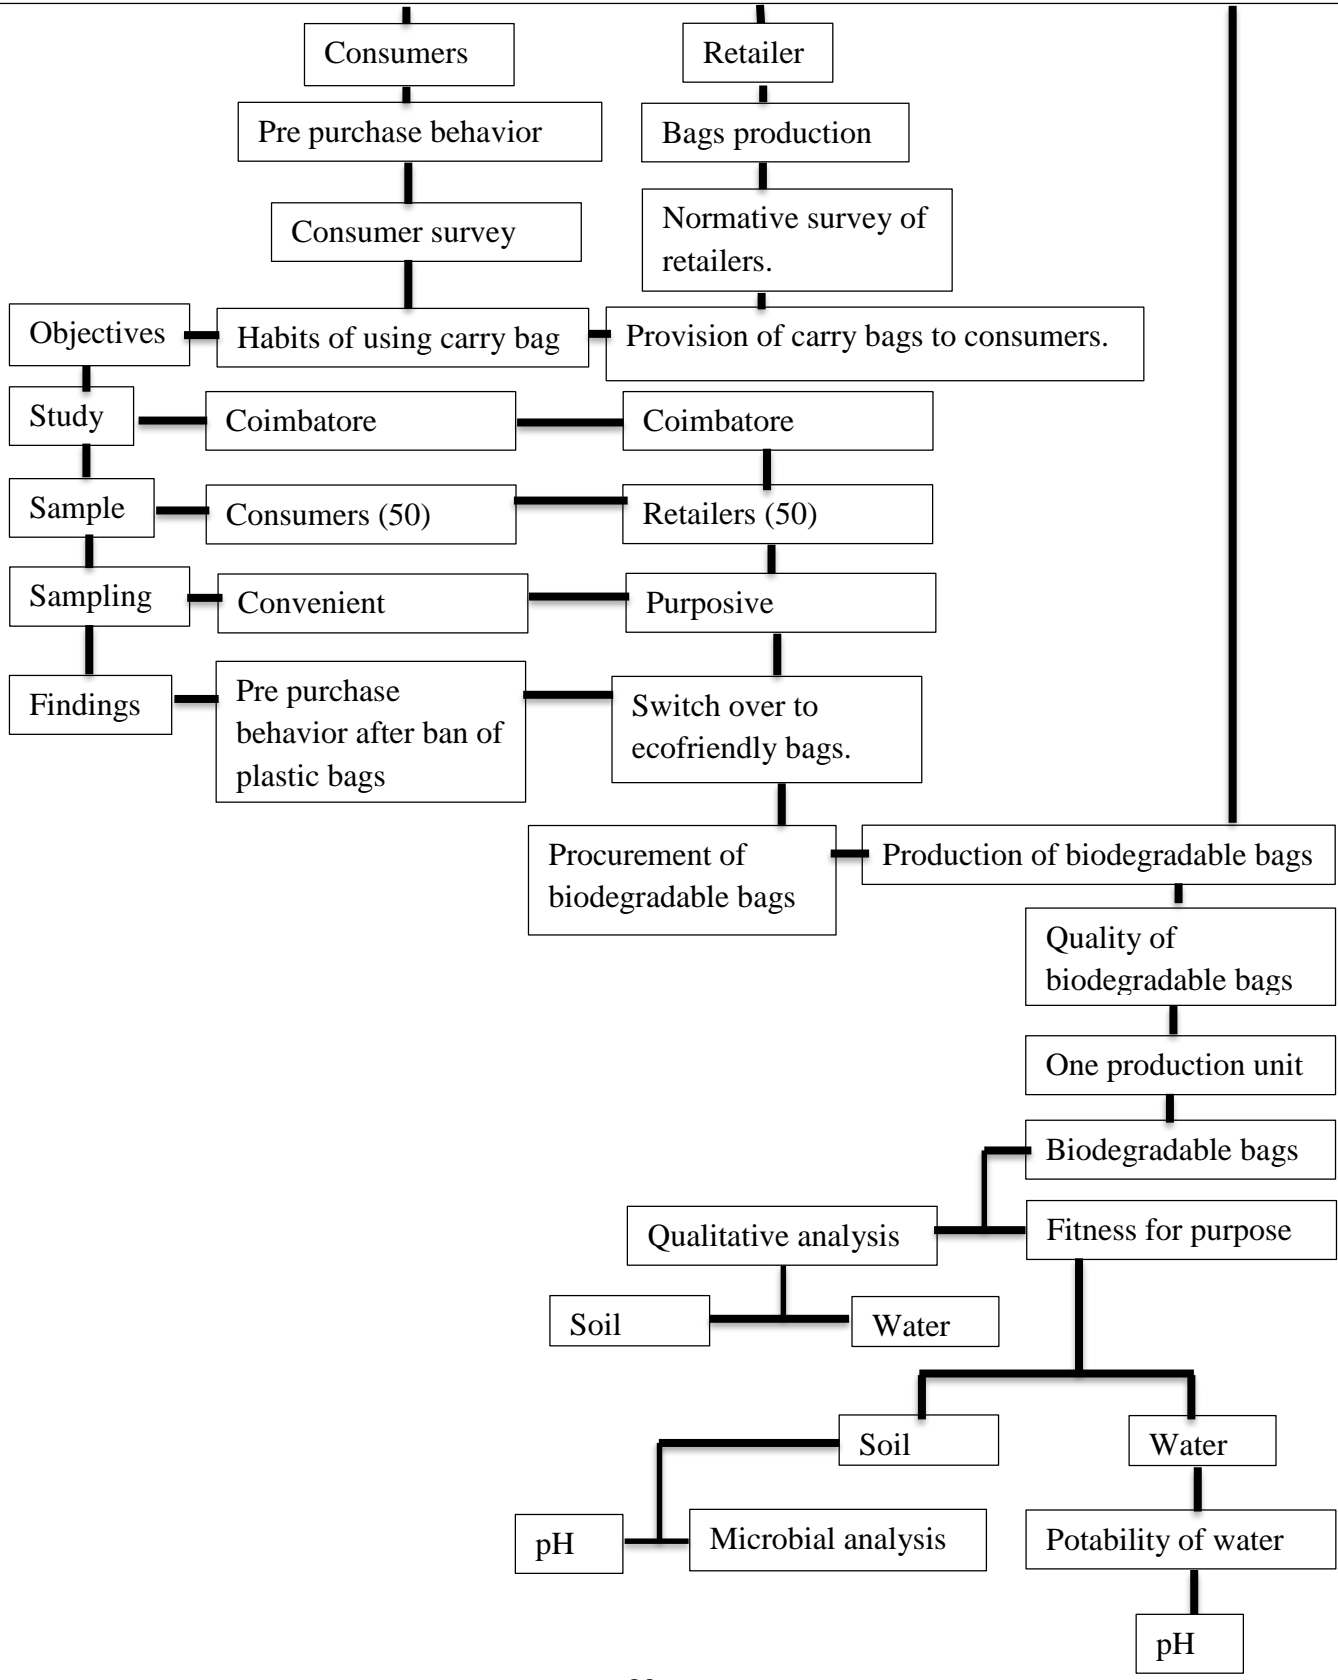 Consumers
Retailer
Pre purchase behavior
Bags production
Consumer survey
Normative survey of
retailers.
Objectives
Habits of using carry bag
Provision of carry bags to consumers.
Study
Coimbatore
Coimbatore
Sample
Consumers (50)
Retailers (50)
Sampling
Convenient
Purposive
Findings
Pre purchase
behavior after ban of
plastic bags
Switch over to
ecofriendly bags.
Procurement of
biodegradable bags
Production of biodegradable bags
Quality of
biodegradable bags
One production unit
Biodegradable bags
Qualitative analysis
Fitness for purpose
Soil
Water
Soil
Water
pH
Microbial analysis
Potability of water
pH